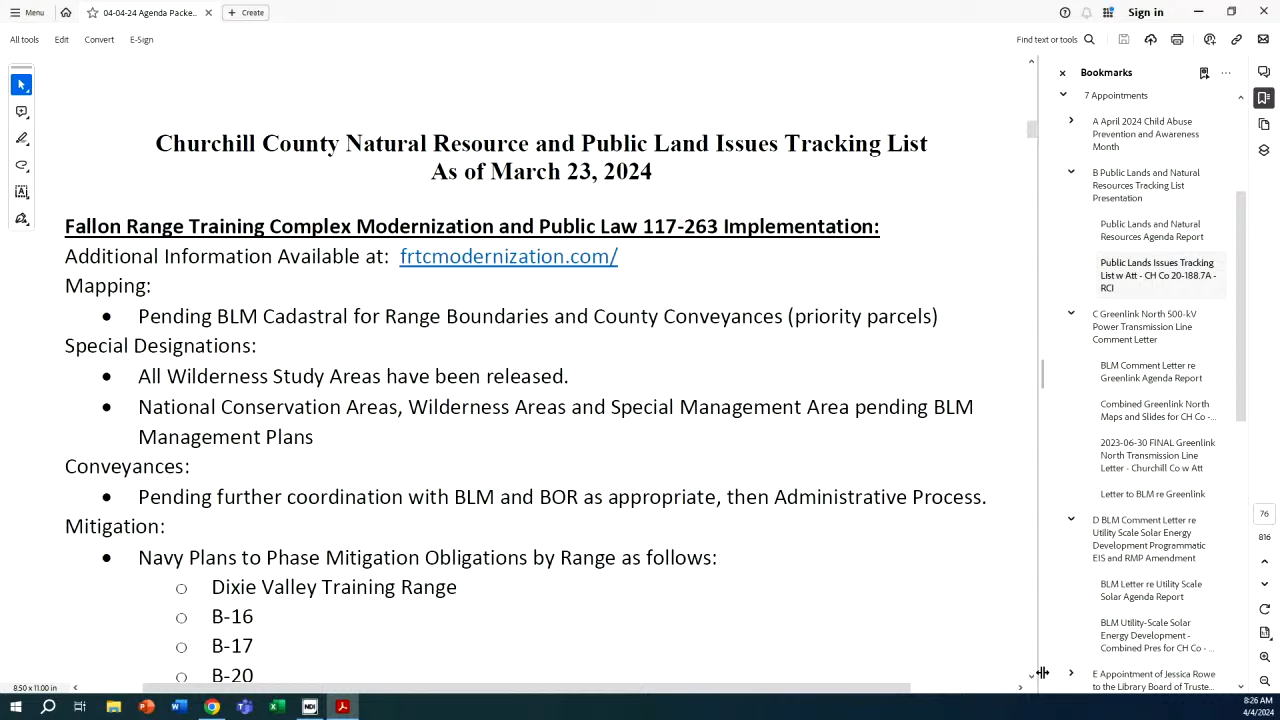 Menu
04-04-24 Agenda Packe...
Create
Sign in
All tools
Edit
Convert
E-Sign
Find text or tools
Churchill County Natural Resource and Public Land Issues Tracking List
As of March 23, 2024
Fallon Range Training Complex Modernization and Public Law 117-263 Implementation:
Additional Information Available at: frtcmodernization.com/
Mapping:
• Pending BLM Cadastral for Range Boundaries and County Conveyances (priority parcels)
Special Designations:
• All Wilderness Study Areas have been released.
• National Conservation Areas, Wilderness Areas and Special Management Area pending BLM
Management Plans
Conveyances:
• Pending further coordination with BLM and BOR as appropriate, then Administrative Process.
Mitigation:
• Navy Plans to Phase Mitigation Obligations by Range as follows:
o Dixie Valley Training Range
o B-16
o B-17
o B-20
8.50 x 11.00 in
Bookmarks
7 Appointments
A April 2024 Child Abuse
Prevention and Awareness
Month
B Public Lands and Natural
Resources Tracking List
Presentation
Public Lands and Natural
Resources Agenda Report
Public Lands Issues Tracking
List w Att - CH Co 20-188.7A -
RCI
C Greenlink North 500-kV
Power Transmission Line
Comment Letter
BLM Comment Letter re
Greenlink Agenda Report
Combined Greenlink North
Maps and Slides for CH Co -...
2023-06-30 FINAL Greenlink
North Transmission Line
Letter - Churchill Co w Att
Letter to BLM re Greenlink
D BLM Comment Letter re
Utility Scale Solar Energy
Development Programmatic
EIS and RMP Amendment
BLM Letter re Utility Scale
Solar Agenda Report
BLM Utility-Scale Solar
Energy Development -
Combined Pres for CH Co - ...
E Appointment of Jessica Rowe
to the Library Board of Truste...
76
816
NDI
8:26 AM
4/4/2024